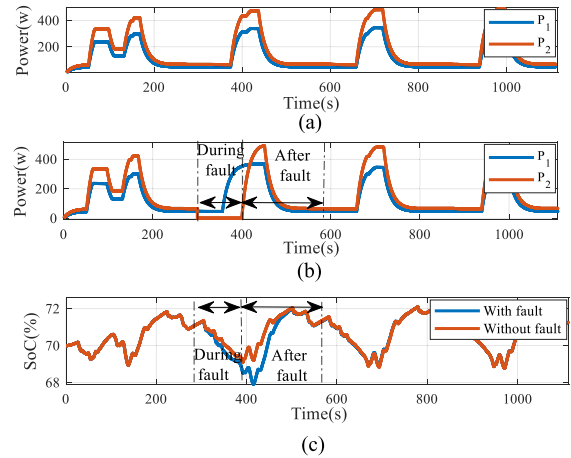 Power(w)
400
200
P1
P2
0 200 400 600 800 1000
Time(s)
(a)
Power(w)
400
200
0
During fault
After fault
P1
P2
0 200 400 600 800 1000
Time(s)
(b)
SoC(%)
72
70
68
During fault
After fault
With fault
Without fault
0 200 400 600 800 1000
Time(s)
(c)